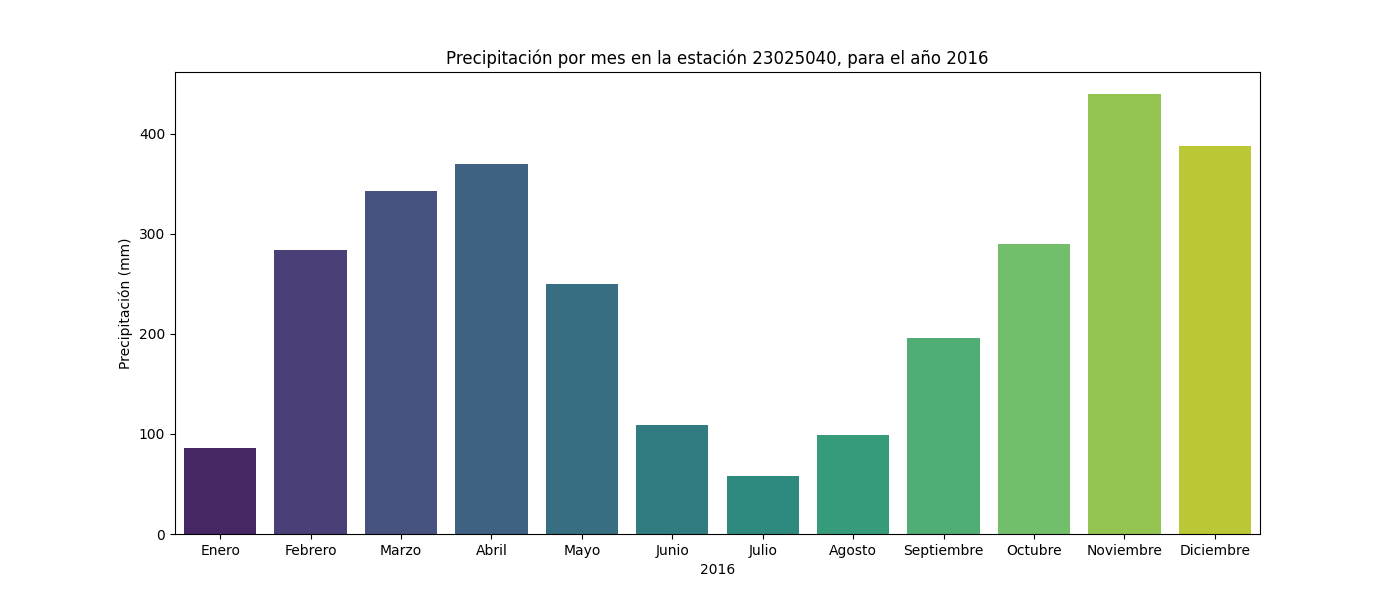 Precipitación por mes en la estación 23025040, para el año 2016
Precipitación (mm)
400
300
200
100
0
Enero Febrero Marzo Abril Mayo Junio Julio Agosto Septiembre Octubre Noviembre Diciembre
2016